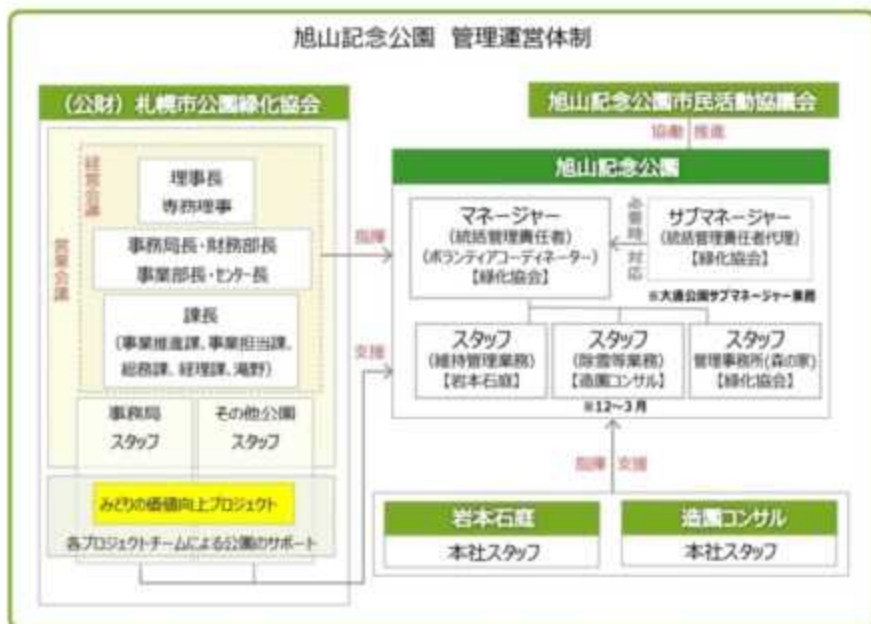 旭山記念公園 管理運営体制
(公財)札幌市公園緑化協会
経営会議
営業会議
理事長
専務理事
事務局長・財務部長
事業部長・センター長
課長
(事業推進課、事業担当課、
総務課、経理課、滝野)
事務局
スタッフ
その他公園
スタッフ
みどりの価値向上プロジェクト
各プロジェクトチームによる公園のサポート
指揮
支援
旭山記念公園市民活動協議会
協働 推進
旭山記念公園
マネージャー
(統括管理責任者)
(ボランティアコーディネーター)
【緑化協会】
必要時 対応
サブマネージャー
(統括管理責任者代理)
【緑化協会】
※大通公園サブマネージャー兼務
スタッフ
(維持管理業務)
【岩本石庭】
スタッフ
(除雪等業務)
【造園コンサル】
スタッフ
管理事務所(森の家)
【緑化協会】
※12~3月
指揮 支援
岩本石庭
本社スタッフ
造園コンサル
本社スタッフ